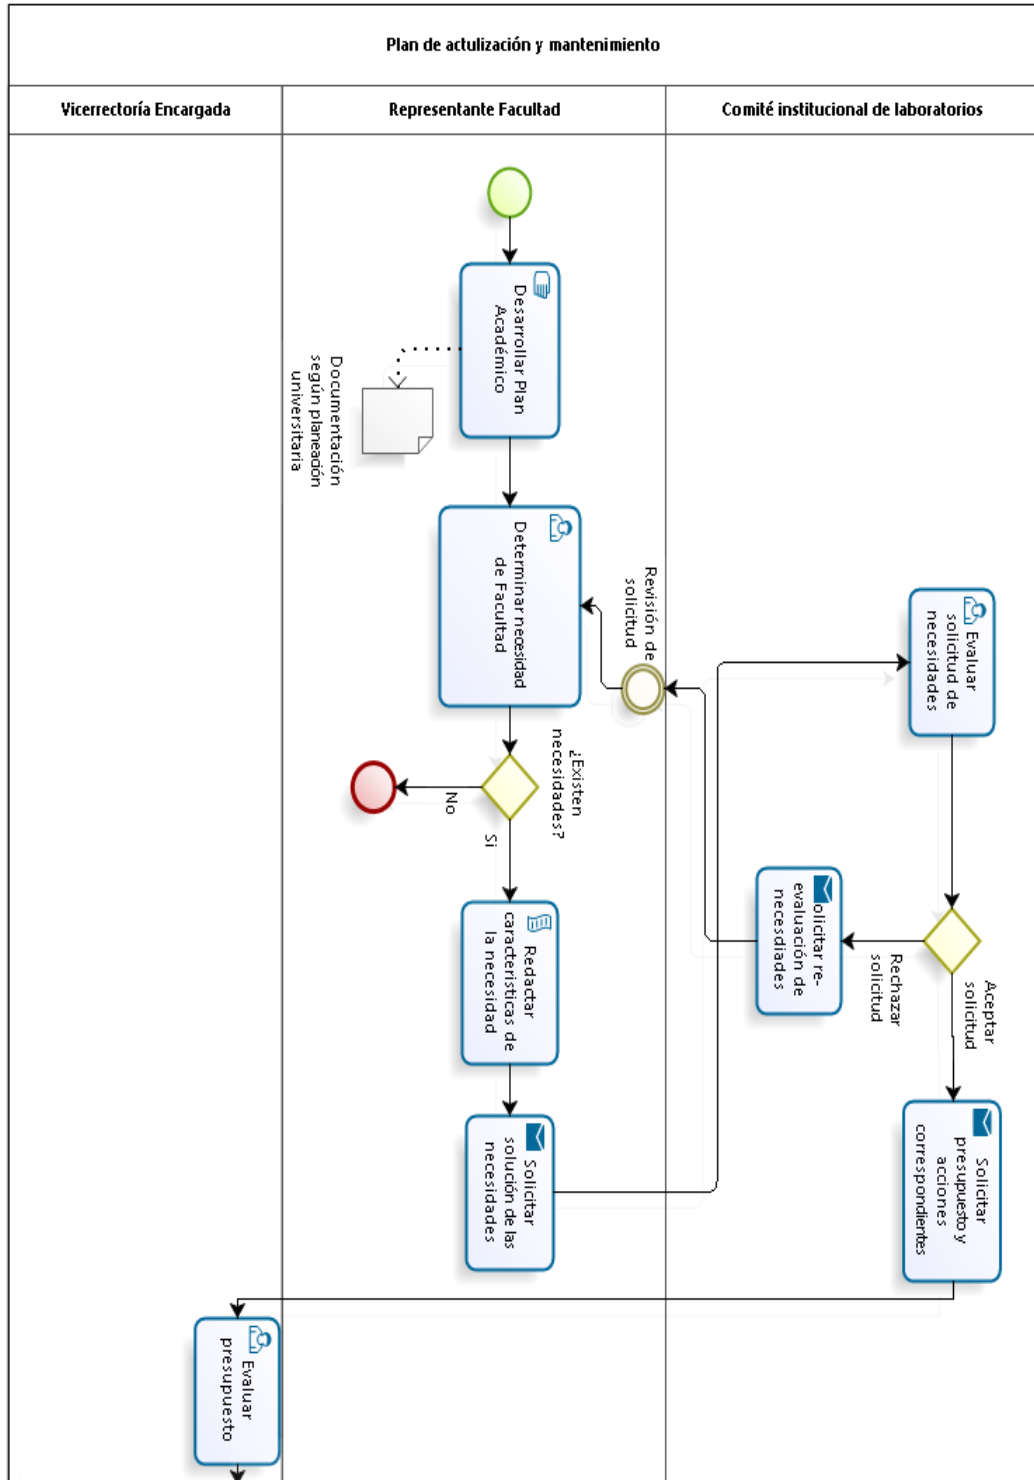 Plan de actulización y mantenimiento
Vicerrectoría Encargada
Representante Facultad
Comité institucional de laboratorios
Desarrollar Plan
Académico
Documentación
según planeación
universitaria
Determinar necesidad
de Facultad
Revisión de
solicitud
Evaluar
solicitud de
necesidades
¿Existen
necesidades?
No
Si
olicitar re-
evaluación de
necesdiades
Rechazar
solicitud
Aceptar
solicitud
Redactar
características de
la necesidad
Solicitar
solución de las
necesidades
Solicitar
presupuesto y
acciones
correspondientes
Evaluar
presupuesto